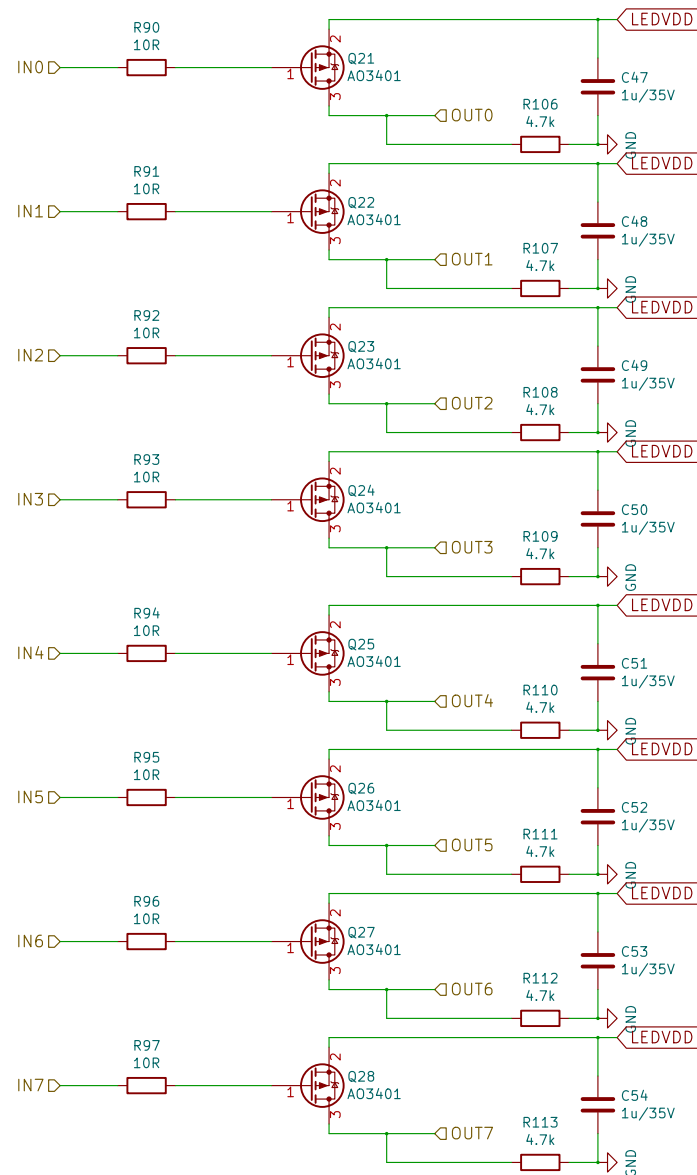 R90
10R
IN0
1
2
3
Q21
AO3401
OUT0
R106
4.7k
LEDVDD
C47
1u/35V
GND
R91
10R
IN1
1
2
3
Q22
AO3401
OUT1
R107
4.7k
LEDVDD
C48
1u/35V
GND
R92
10R
IN2
1
2
3
Q23
AO3401
OUT2
R108
4.7k
LEDVDD
C49
1u/35V
GND
R93
10R
IN3
1
2
3
Q24
AO3401
OUT3
R109
4.7k
LEDVDD
C50
1u/35V
GND
R94
10R
IN4
1
2
3
Q25
AO3401
OUT4
R110
4.7k
LEDVDD
C51
1u/35V
GND
R95
10R
IN5
1
2
3
Q26
AO3401
OUT5
R111
4.7k
LEDVDD
C52
1u/35V
GND
R96
10R
IN6
1
2
3
Q27
AO3401
OUT6
R112
4.7k
LEDVDD
C53
1u/35V
GND
R97
10R
IN7
1
2
3
Q28
AO3401
OUT7
R113
4.7k
LEDVDD
C54
1u/35V
GND